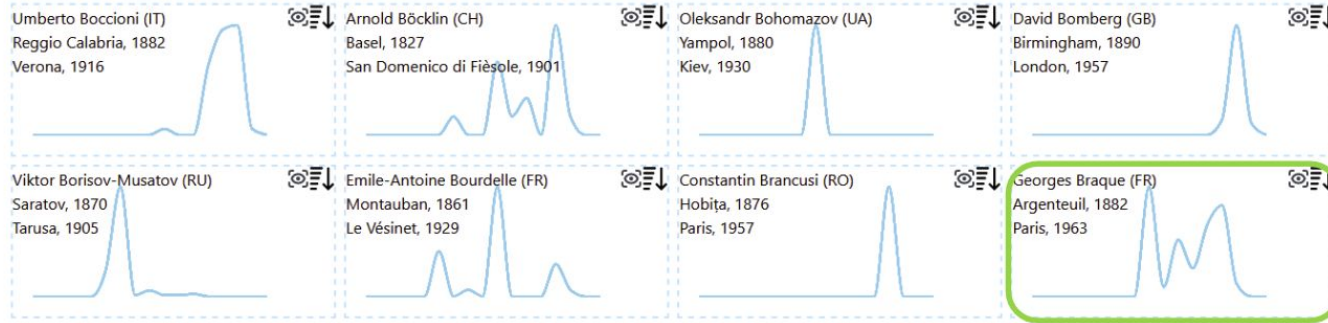 Umberto Boccioni (IT)
Reggio Calabria, 1882
Verona, 1916
Arnold Böcklin (CH)
Basel, 1827
San Domenico di Fièsole, 1901
Oleksandr Bohomazov (UA)
Yampol, 1880
Kiev, 1930
David Bomberg (GB)
Birmingham, 1890
London, 1957
Viktor Borisov-Musatov (RU)
Saratov, 1870
Tarusa, 1905
Emile-Antoine Bourdelle (FR)
Montauban, 1861
Le Vésinet, 1929
Constantin Brancusi (RO)
Hobița, 1876
Paris, 1957
Georges Braque (FR)
Argenteuil, 1882
Paris, 1963